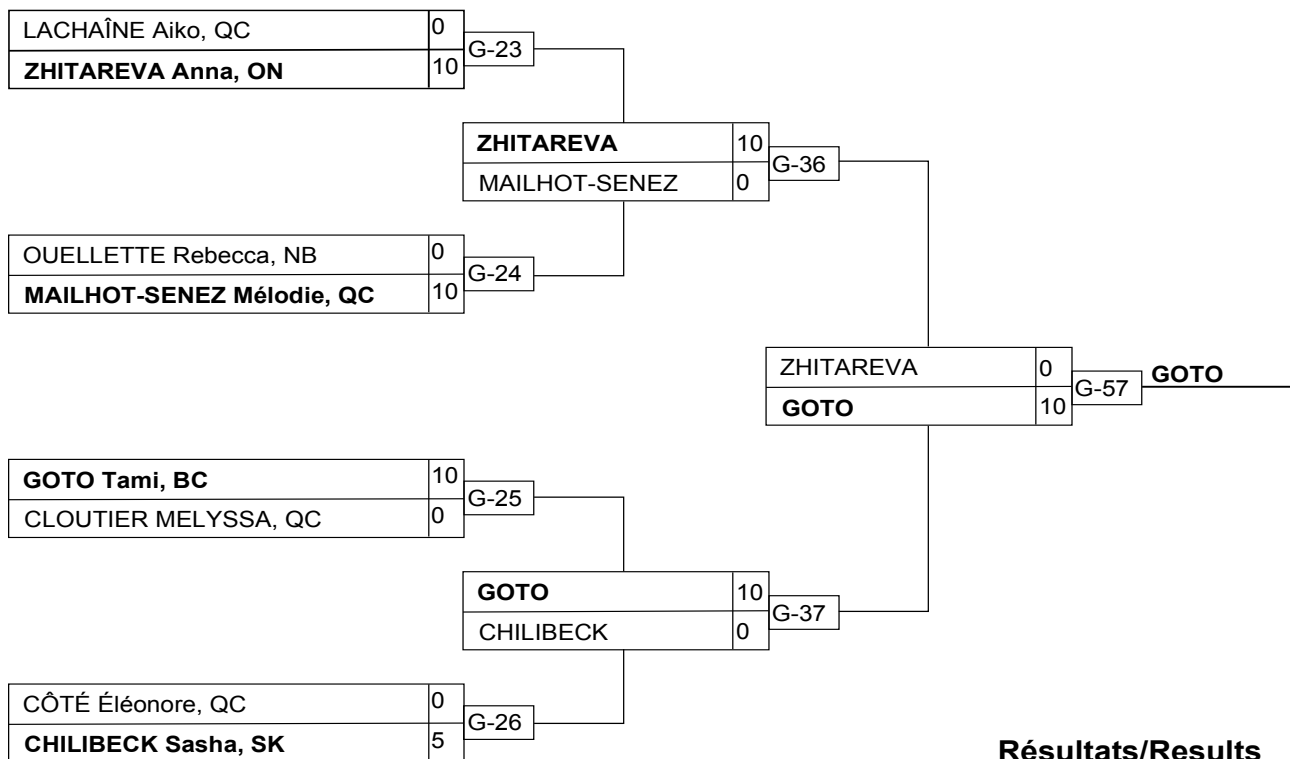 LACHAÎNE Aiko, QC 0
G-23
ZHITAREVA Anna, ON 10
ZHITAREVA 10
G-36
MAILHOT-SENEZ 0
OUELLETTE Rebecca, NB 0
G-24
MAILHOT-SENEZ Mélodie, QC 10
ZHITAREVA 0
G-57 GOTO
GOTO 10
GOTO Tami, BC 10
G-25
CLOUTIER MELYSSA, QC 0
GOTO 10
G-37
CHILIBECK 0
CÔTÉ Éléonore, QC 0
G-26
CHILIBECK Sasha, SK 5
Résultats/Results